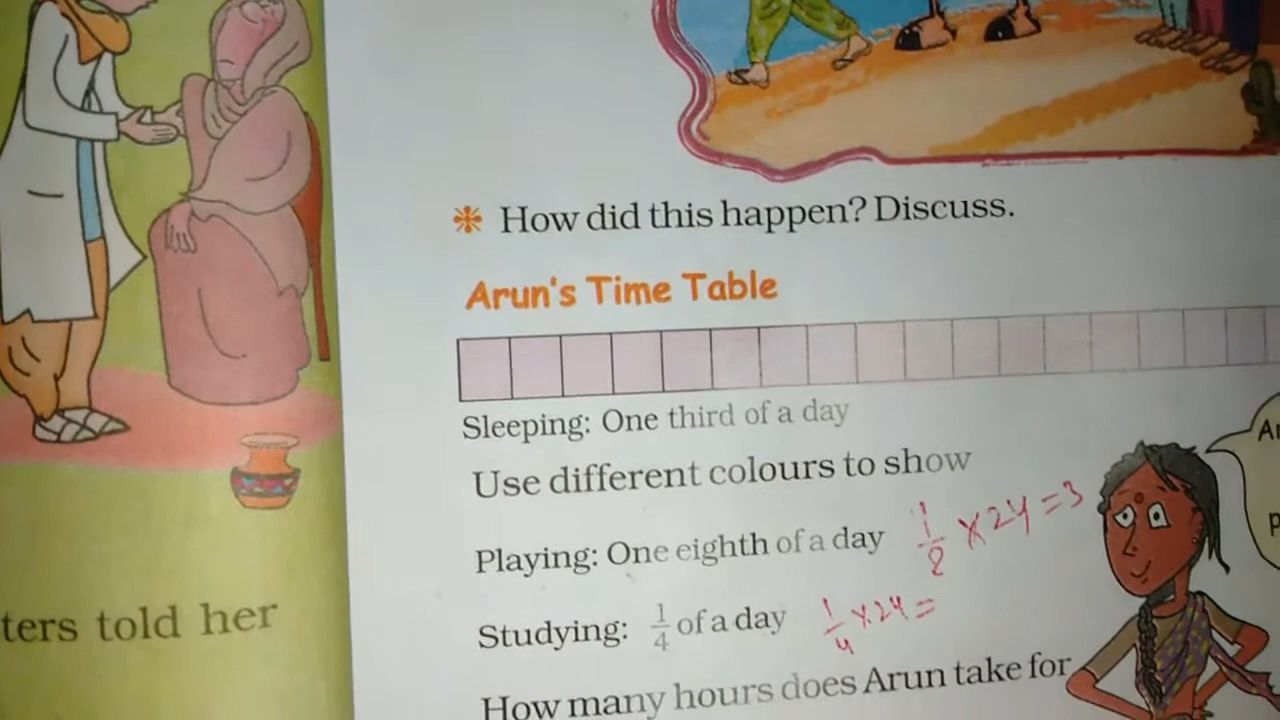 How did this happen? Discuss.
Arun's Time Table
Sleeping: One third of a day
Use different colours to show
Playing: One eighth of a day 1/8 × 24 = 3
Studying: 1/4 of a day 1/4 × 24 =
ters told her
How many hours does Arun take for